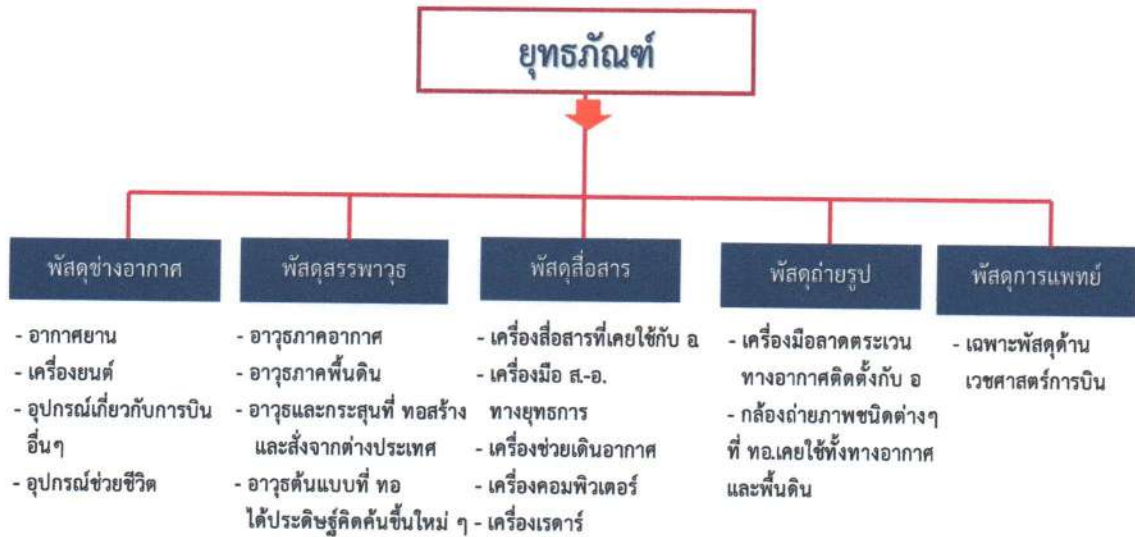 ยุทธภัณฑ์
พัสดุช่างอากาศ
- อากาศยาน
- เครื่องยนต์
- อุปกรณ์เกี่ยวกับการบิน
อื่นๆ
- อุปกรณ์ช่วยชีวิต
พัสดุสรรพาวุธ
- อาวุธภาคอากาศ
- อาวุธภาคพื้นดิน
- อาวุธและกระสุนที่ ทอสร้าง
และสั่งจากต่างประเทศ
- อาวุธต้นแบบที่ ทอ
ได้ประดิษฐ์คิดค้นขึ้นใหม่ ๆ
พัสดุสื่อสาร
- เครื่องสื่อสารที่เคยใช้กับ อ
- เครื่องมือ ส.-อ.
ทางยุทธการ
- เครื่องช่วยเดินอากาศ
- เครื่องคอมพิวเตอร์
- เครื่องเรดาร์
พัสดุถ่ายรูป
- เครื่องมือลาดตระเวน
ทางอากาศติดตั้งกับ อ
- กล้องถ่ายภาพชนิดต่างๆ
ที่ ทอ.เคยใช้ทั้งทางอากาศ
และพื้นดิน
พัสดุการแพทย์
- เฉพาะพัสดุด้าน
เวชศาสตร์การบิน